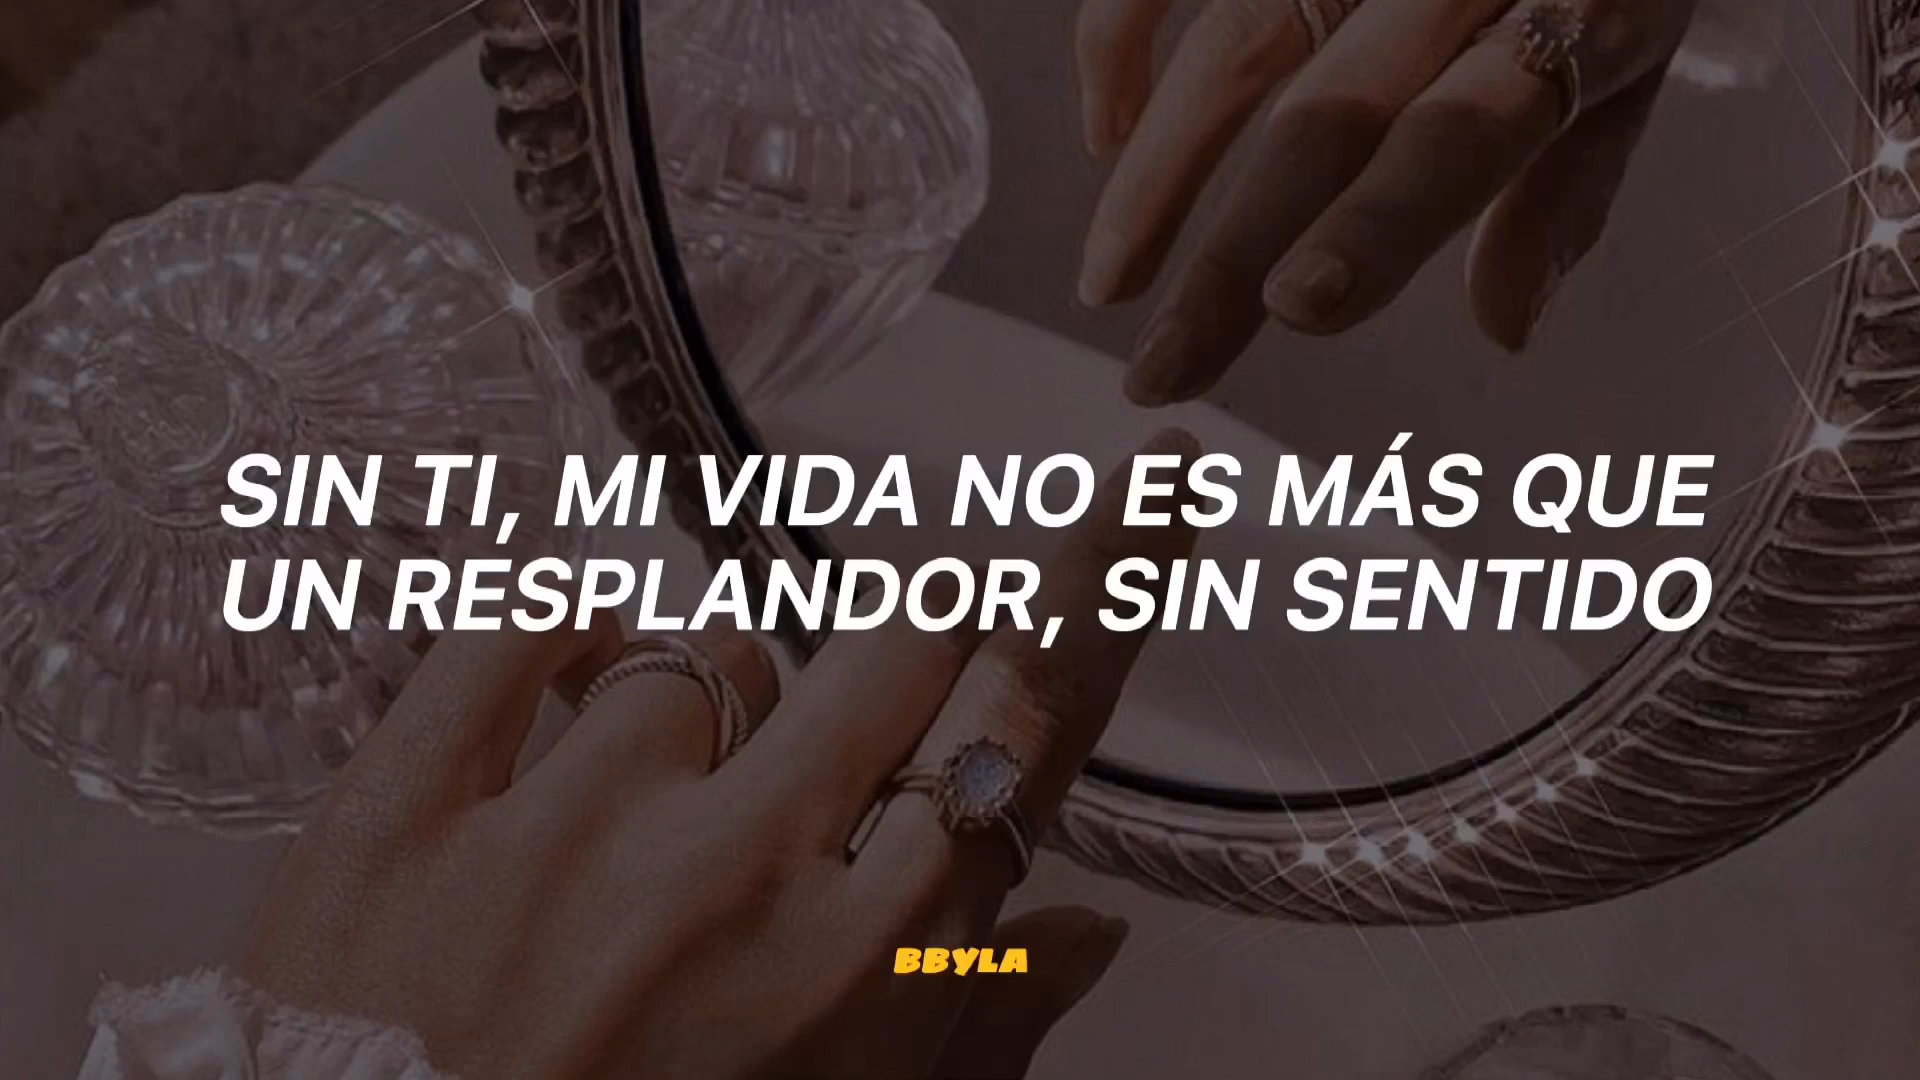 SIN TI, MI VIDA NO ES MÁS QUE
UN RESPLANDOR, SIN SENTIDO
BBYLA